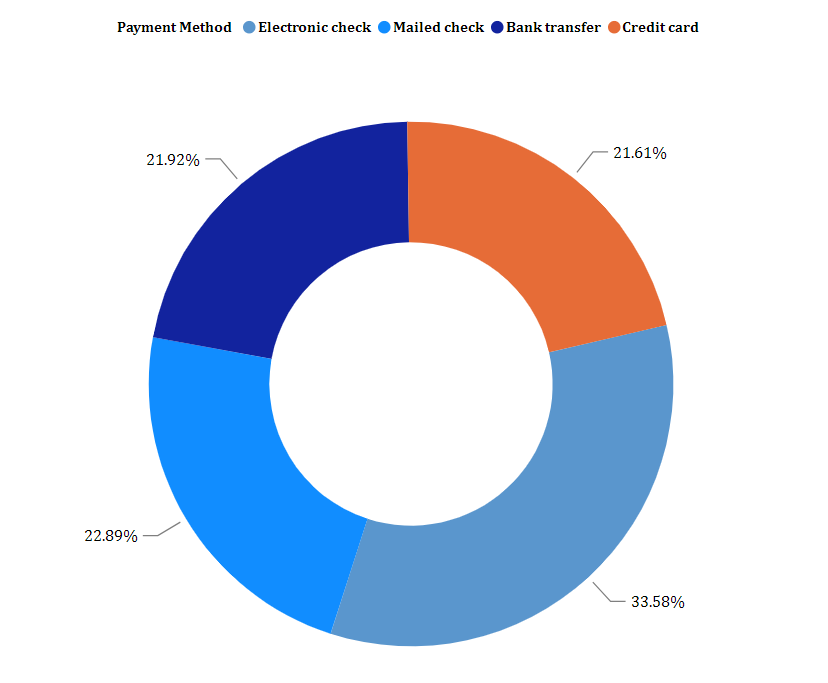 Payment Method Electronic check Mailed check Bank transfer Credit card
21.92%
21.61%
22.89%
33.58%